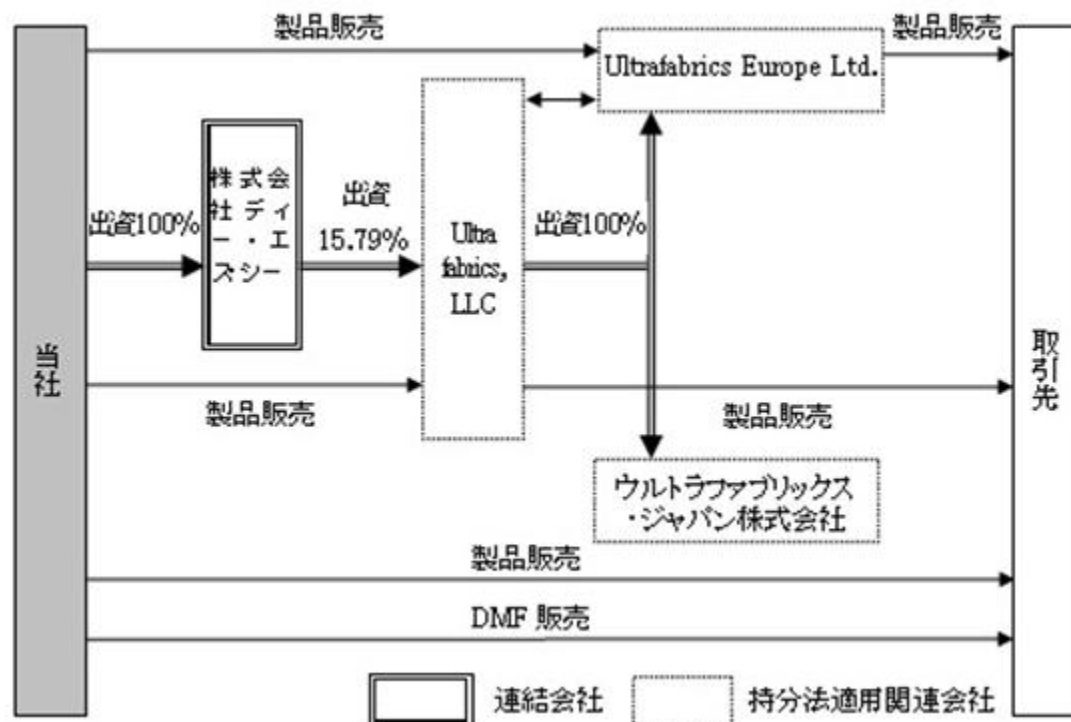 製品販売
製品販売
Ultrafabrics Europe Ltd.
株式会
社ディ
ー・エ
ズシー
出資100%
出資
15.79%
Ultra
fabrics,
LLC
出資100%
当社
取引先
製品販売
製品販売
ウルトラファブリックス
・ジャパン株式会社
製品販売
DMF 販売
連結会社
持分法適用関連会社